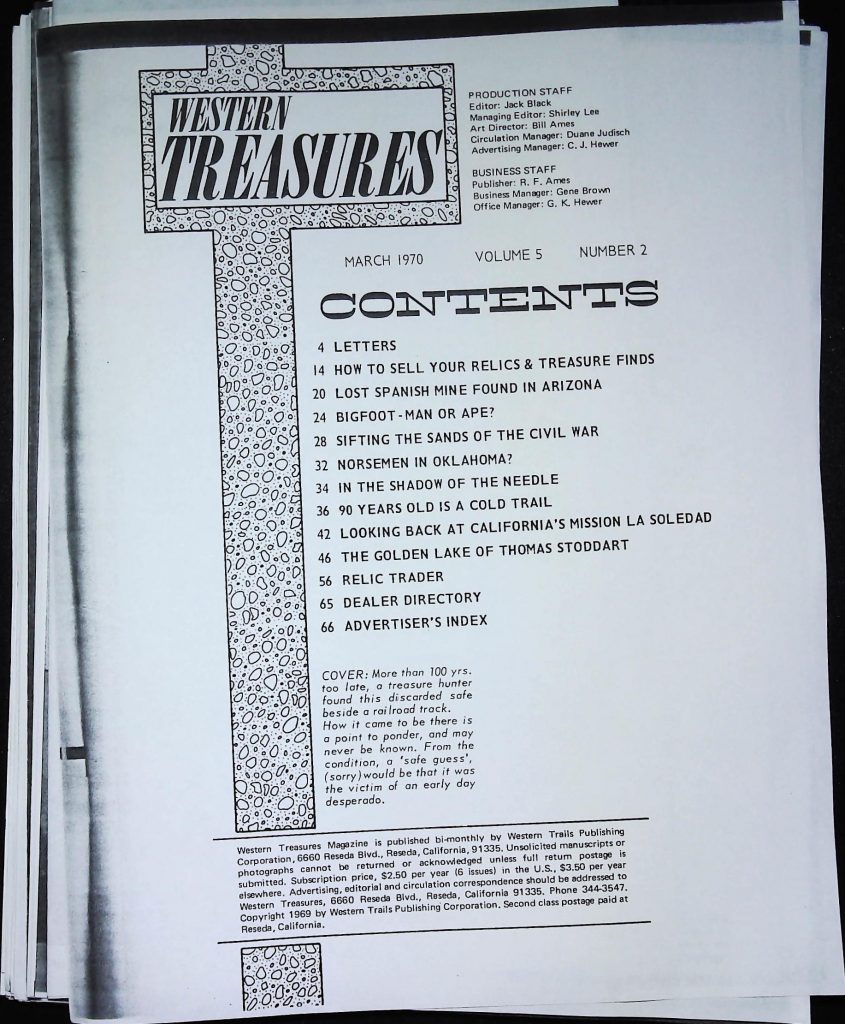 WESTERN
TREASURES
PRODUCTION STAFF
Editor: Jack Black
Managing Editor: Shirley Lee
Art Director: Bill Ames
Circulation Manager: Duane Judisch
Advertising Manager: C. J. Hewer
BUSINESS STAFF
Publisher: R. F. Ames
Business Manager: Gene Brown
Office Manager: G. K. Hewer
MARCH 1970 VOLUME 5 NUMBER 2
CONTENTS
4 LETTERS
14 HOW TO SELL YOUR RELICS & TREASURE FINDS
20 LOST SPANISH MINE FOUND IN ARIZONA
24 BIGFOOT - MAN OR APE?
28 SIFTING THE SANDS OF THE CIVIL WAR
32 NORSEMEN IN OKLAHOMA?
34 IN THE SHADOW OF THE NEEDLE
36 90 YEARS OLD IS A COLD TRAIL
42 LOOKING BACK AT CALIFORNIA'S MISSION LA SOLEDAD
46 THE GOLDEN LAKE OF THOMAS STODDART
56 RELIC TRADER
65 DEALER DIRECTORY
66 ADVERTISER'S INDEX
COVER: More than 100 yrs.
too late, a treasure hunter
found this discarded safe
beside a railroad track.
How it came to be there is
a point to ponder, and may
never be known. From the
condition, a 'safe guess',
(sorry) would be that it was
the victim of an early day
desperado.
Western Treasures Magazine is published bi-monthly by Western Trails Publishing
Corporation, 6660 Reseda Blvd., Reseda, California, 91335. Unsolicited manuscripts or
photographs cannot be returned or acknowledged unless full return postage is
submitted. Subscription price, $2.50 per year (6 issues) in the U.S., $3.50 per year
elsewhere. Advertising, editorial and circulation correspondence should be addressed to
Western Treasures, 6660 Reseda Blvd., Reseda, California 91335. Phone 344-3547.
Copyright 1969 by Western Trails Publishing Corporation. Second class postage paid at
Reseda, California.